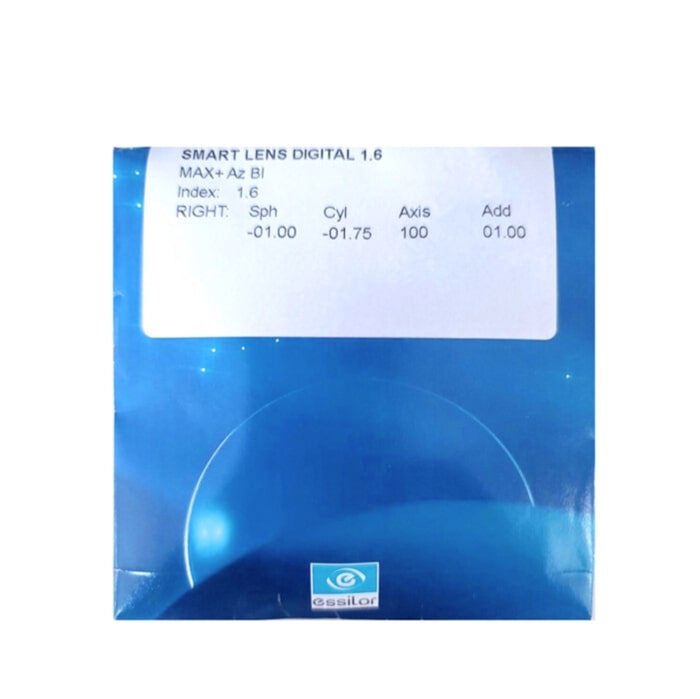 SMART LENS DIGITAL 1.6
MAX+ Az Bl
Index: 1.6
RIGHT: Sph Cyl Axis Add
-01.00 -01.75 100 01.00
essilor